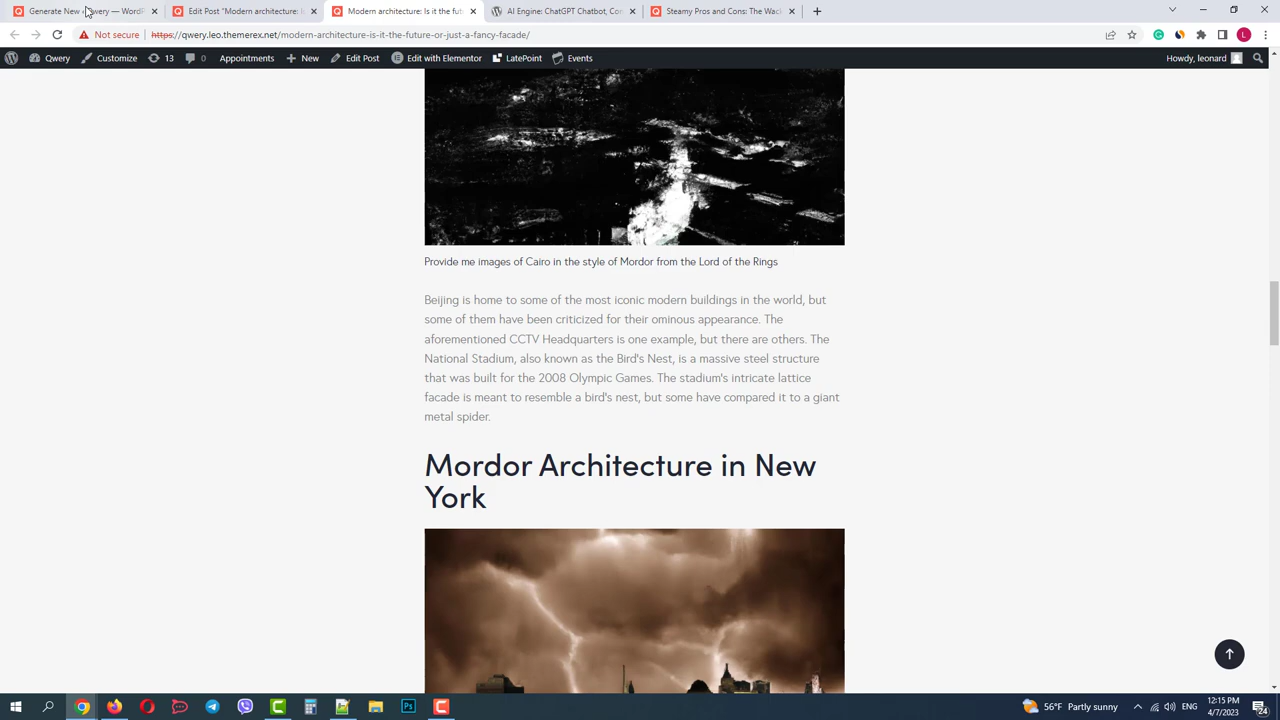 Generate New
wery — WordP
Edit Post "Modern architecture: I
Modern architecture: Is it the fut
AI Engine: ChatGPT Chatbot, Con
Steamy Pros and Cons: The Wack
Not secure
https://qwery.leo.themerex.net/modern-architecture-is-it-the-future-or-just-a-fancy-facade/
L
Qwery
Customize
13
0
Appointments
New
Edit Post
Edit with Elementor
LatePoint
Events
Howdy, leonard
Provide me images of Cairo in the style of Mordor from the Lord of the Rings
Beijing is home to some of the most iconic modern buildings in the world, but
some of them have been criticized for their ominous appearance. The
aforementioned CCTV Headquarters is one example, but there are others. The
National Stadium, also known as the Bird's Nest, is a massive steel structure
that was built for the 2008 Olympic Games. The stadium's intricate lattice
facade is meant to resemble a bird's nest, but some have compared it to a giant
metal spider.
Mordor Architecture in New
York
56°F Partly sunny
ENG
12:15 PM
4/7/2023
24